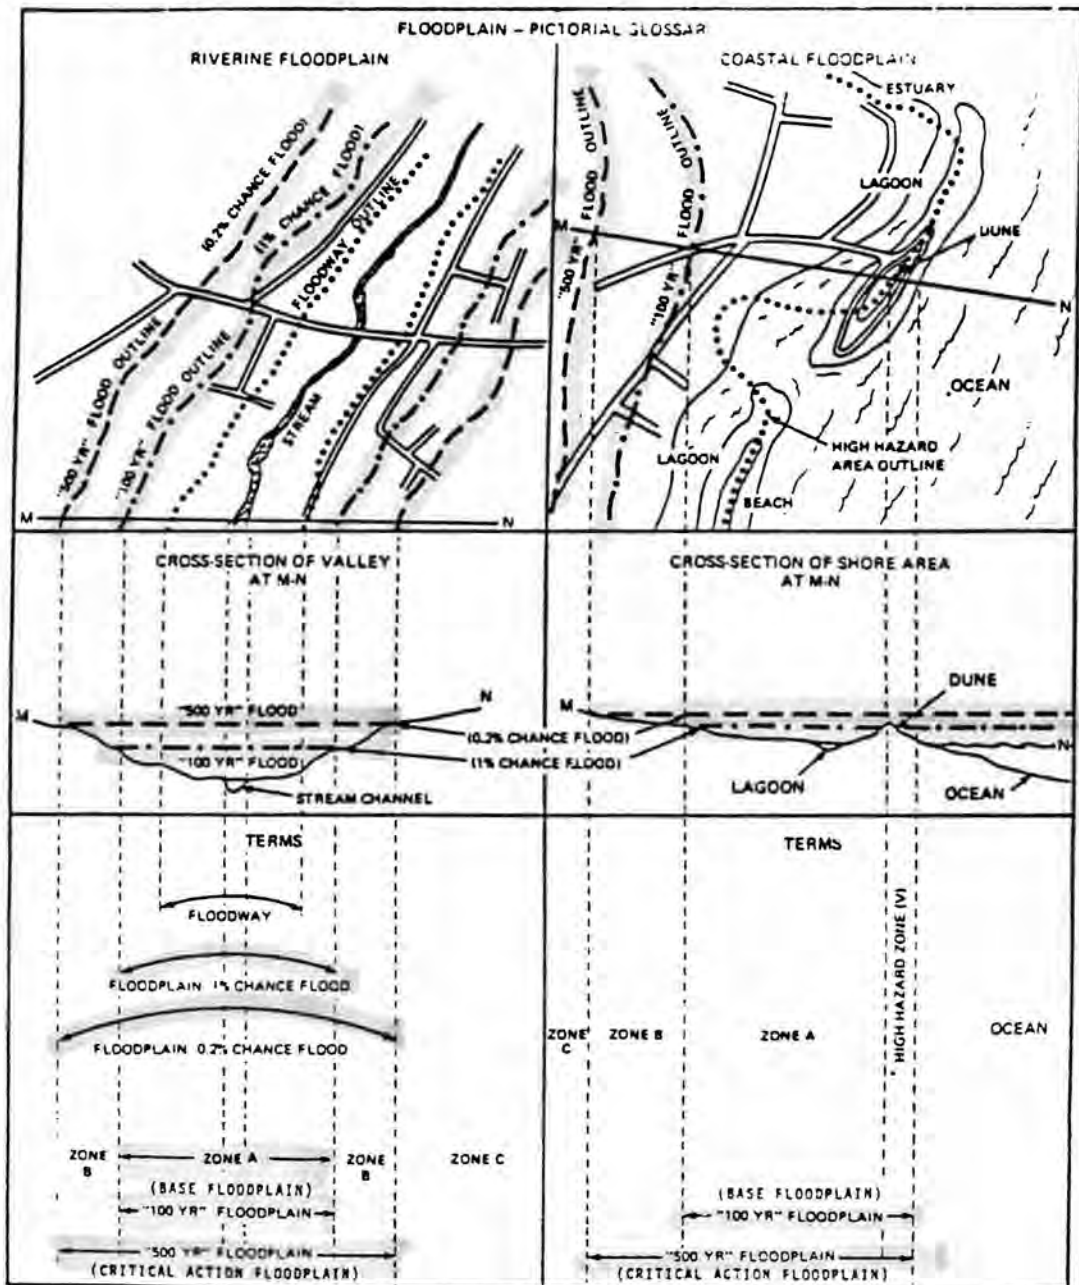 FLOODPLAIN – PICTORIAL GLOSSAR
RIVERINE FLOODPLAIN
(0.2% CHANCE FLOOD)
(1% CHANCE FLOOD)
FLOODWAY OUTLINE
"500 YR" FLOOD OUTLINE
"100 YR" FLOOD OUTLINE
STREAM
M
N
COASTAL FLOODPLAIN
ESTUARY
"500 YR" FLOOD OUTLINE
"100 YR" FLOOD OUTLINE
LAGOON
M
DUNE
N
OCEAN
LAGOON
HIGH HAZARD
AREA OUTLINE
BEACH
CROSS-SECTION OF VALLEY
AT M-N
"500 YR" FLOOD)
M
N
(0.2% CHANCE FLOOD)
"100 YR" FLOOD)
(1% CHANCE FLOOD)
STREAM CHANNEL
CROSS-SECTION OF SHORE AREA
AT M-N
DUNE
M
N
LAGOON
OCEAN
TERMS
FLOODWAY
FLOODPLAIN 1% CHANCE FLOOD
FLOODPLAIN 0.2% CHANCE FLOOD
ZONE
B
ZONE A
ZONE
B
ZONE C
(BASE FLOODPLAIN)
"100 YR" FLOODPLAIN
"500 YR" FLOODPLAIN
(CRITICAL ACTION FLOODPLAIN)
TERMS
HIGH HAZARD ZONE (V)
ZONE
C
ZONE B
ZONE A
OCEAN
(BASE FLOODPLAIN)
"100 YR" FLOODPLAIN
"500 YR" FLOODPLAIN
(CRITICAL ACTION FLOODPLAIN)